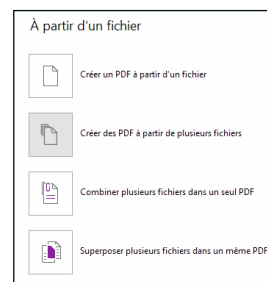 À partir d'un fichier
Créer un PDF à partir d'un fichier
Créer des PDF à partir de plusieurs fichiers
Combiner plusieurs fichiers dans un seul PDF
Superposer plusieurs fichiers dans un même PDF